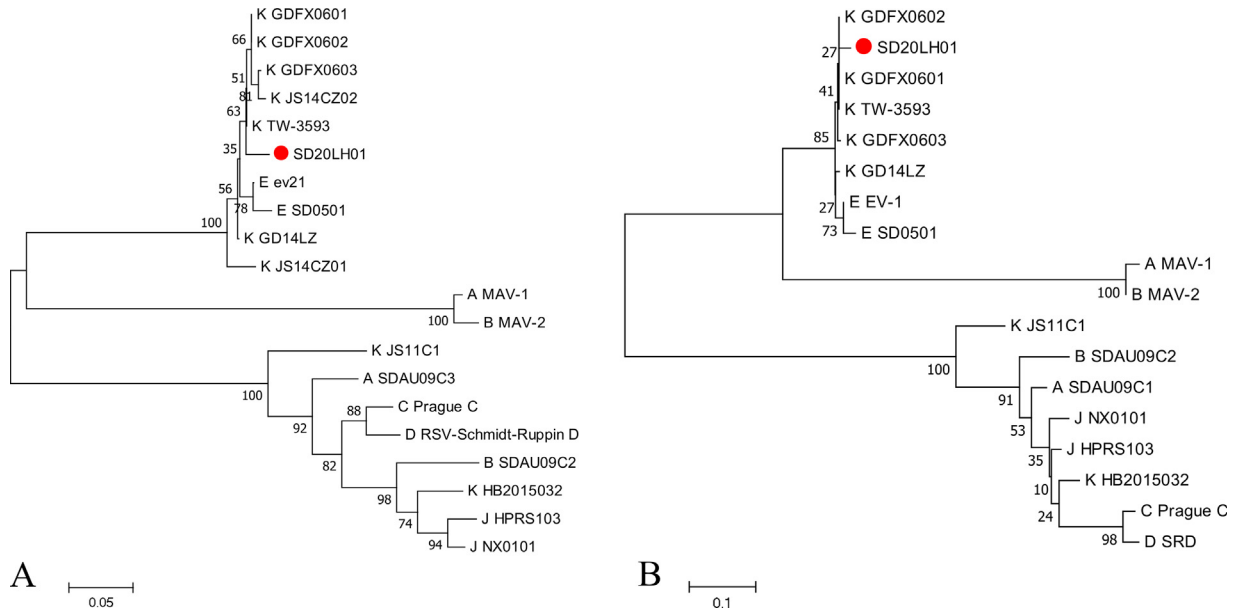 K GDFX0601
66
K GDFX0602
51
K GDFX0603
81
K JS14CZ02
63
K TW-3593
35
SD20LH01
E ev21
56
78
E SD0501
100
K GD14LZ
K JS14CZ01
A MAV-1
100
B MAV-2
K JS11C1
100
A SDAU09C3
88
C Prague C
92
D RSV-Schmidt-Ruppin D
82
B SDAU09C2
98
K HB2015032
74
J HPRS103
94
J NX0101
A
0.05
K GDFX0602
27
SD20LH01
K GDFX0601
41
K TW-3593
85
K GDFX0603
K GD14LZ
27
E EV-1
73
E SD0501
A MAV-1
100
B MAV-2
K JS11C1
100
B SDAU09C2
91
A SDAU09C1
53
J NX0101
35
J HPRS103
10
K HB2015032
24
C Prague C
98
D SRD
B
0.1